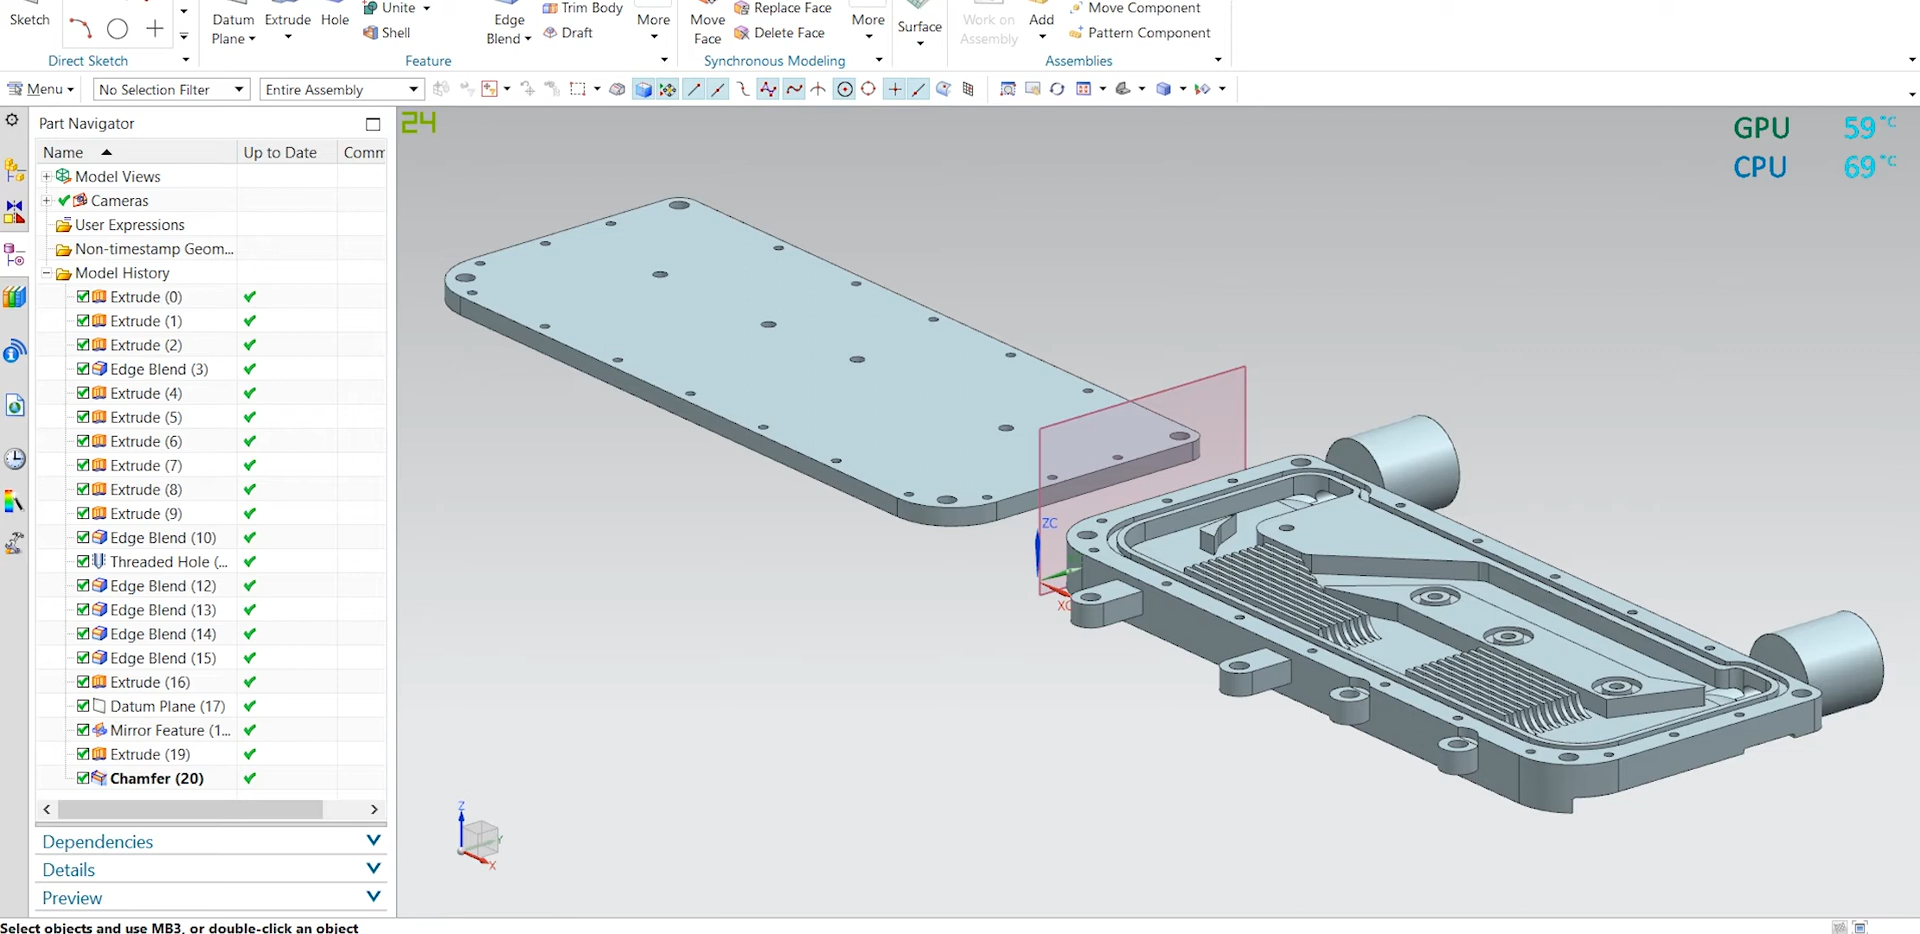 Sketch
Datum Plane
Extrude
Hole
Unite
Shell
Edge Blend
Trim Body
Draft
More
Move Face
Replace Face
Delete Face
More
Surface
Work on Assembly
Add
Move Component
Pattern Component
Direct Sketch
Feature
Synchronous Modeling
Assemblies
Menu
No Selection Filter
Entire Assembly
Part Navigator
24
GPU 59 °C
CPU 69 °C
Name Up to Date Comm
Model Views
Cameras
User Expressions
Non-timestamp Geom...
Model History
Extrude (0)
Extrude (1)
Extrude (2)
Edge Blend (3)
Extrude (4)
Extrude (5)
Extrude (6)
Extrude (7)
Extrude (8)
Extrude (9)
Edge Blend (10)
Threaded Hole (...
Edge Blend (12)
Edge Blend (13)
Edge Blend (14)
Edge Blend (15)
Extrude (16)
Datum Plane (17)
Mirror Feature (1...
Extrude (19)
Chamfer (20)
ZC
XC
Z
Y
X
Dependencies
Details
Preview
Select objects and use MB3, or double-click an object